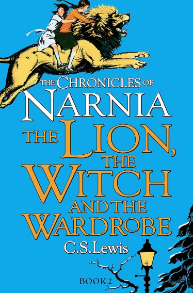 THE CHRONICLES OF
NARNIA
THE LION,
THE
WITCH
AND THE
WARDROBE
C.S. Lewis
BOOK 2